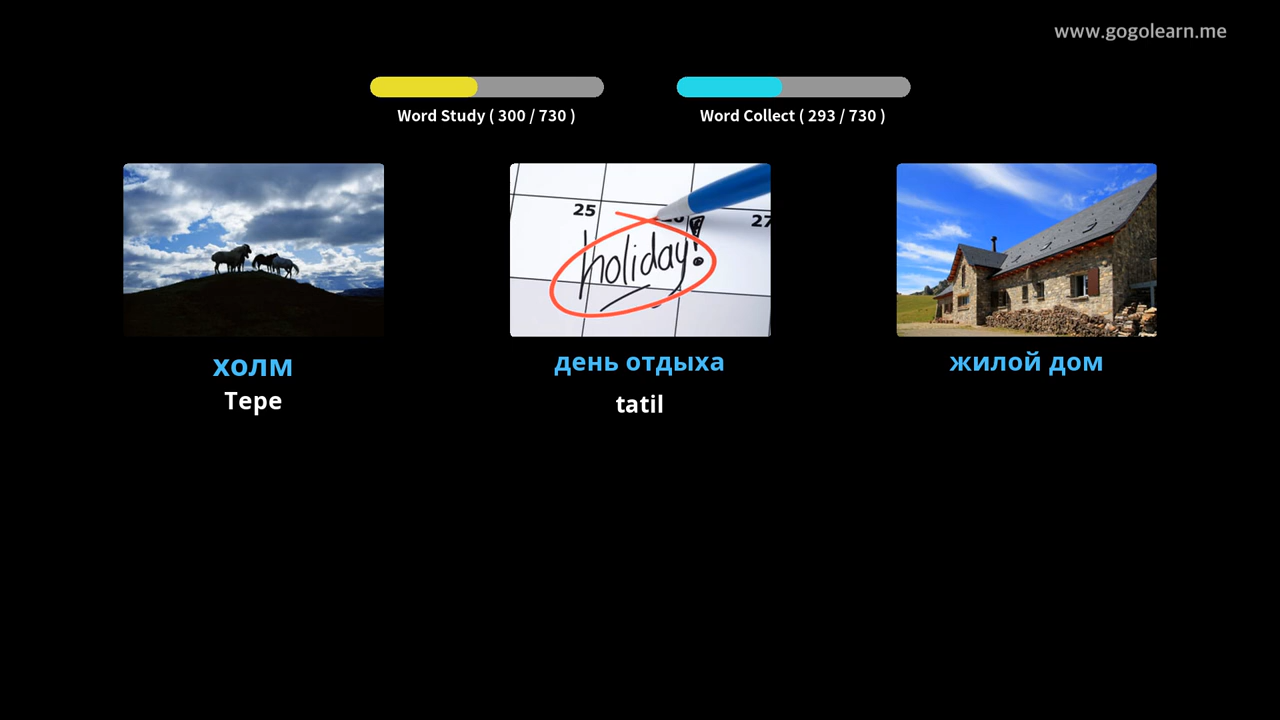 www.gogolearn.me
Word Study ( 300 / 730 )
Word Collect ( 293 / 730 )
25
27
holiday!
холм
Tepe
день отдыха
tatil
жилой дом